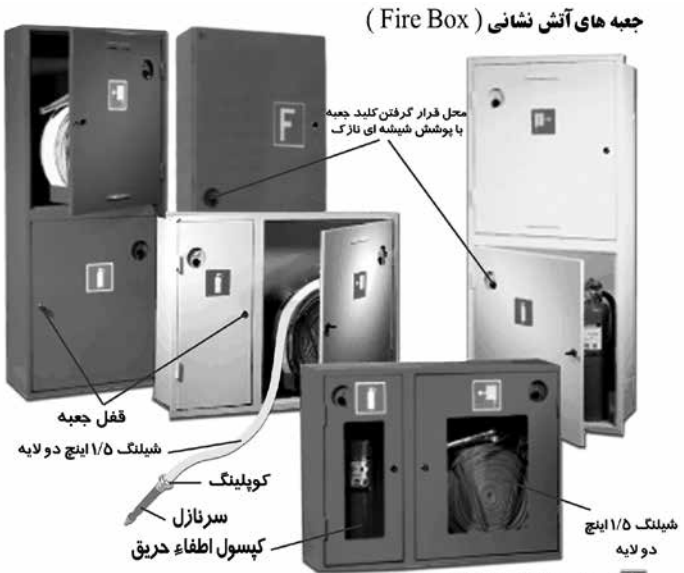 جعبه های آتش نشانی ( Fire Box )
محل قرار گرفتن کلید جعبه
با پوشش شیشه ای نازک
F
قفل جعبه
شیلنگ ۱/۵ اینچ دو لایه
کوپلینگ
سرنازل
کپسول اطفاءِ حریق
شیلنگ ۱/۵ اینچ
دو لایه